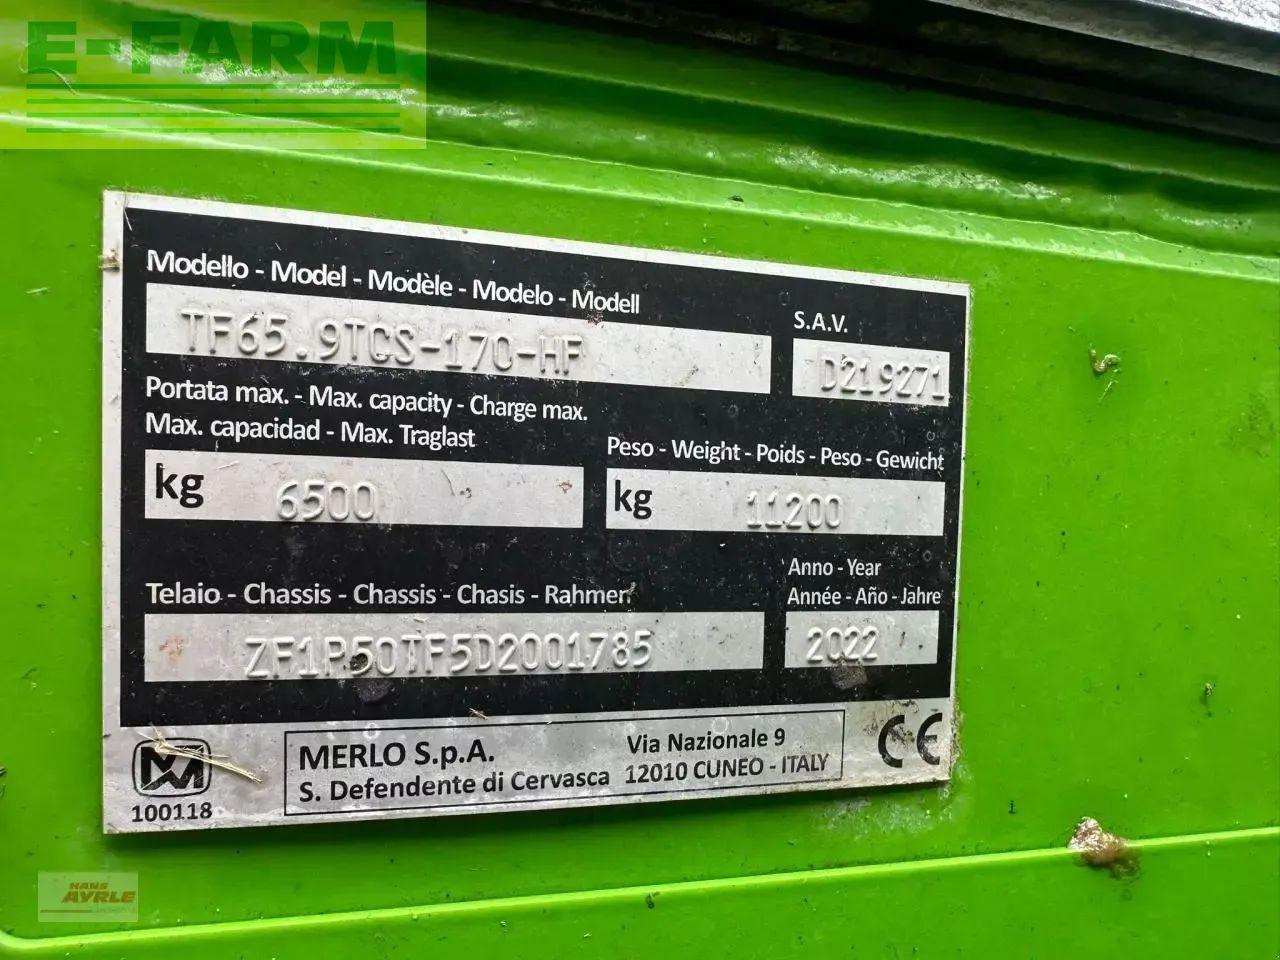 E-FARM
Modello - Model - Modèle - Modelo - Modell
S.A.V.
TF65.9TCS-170-HF
D219271
Portata max. - Max. capacity - Charge max.
Max. capacidad - Max. Traglast
Peso - Weight - Poids - Peso - Gewicht
kg 6500
kg 11200
Telaio - Chassis - Chassis - Chasis - Rahmen
Anno - Year
Année - Año - Jahre
ZF1P50TF5D2001785
2022
MERLO S.p.A.
S. Defendente di Cervasca
Via Nazionale 9
12010 CUNEO - ITALY
CE
100118
HANS
AYRLE